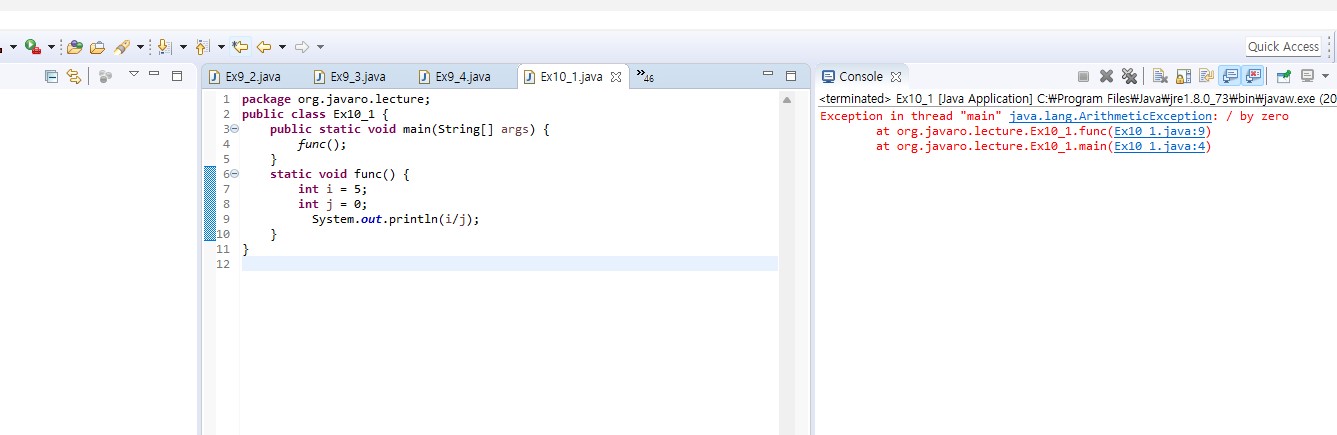 Quick Access
Ex9_2.java
Ex9_3.java
Ex9_4.java
Ex10_1.java
»46
1 package org.javaro.lecture;
2 public class Ex10_1 {
3 public static void main(String[] args) {
4 func();
5 }
6 static void func() {
7 int i = 5;
8 int j = 0;
9 System.out.println(i/j);
10 }
11 }
12
Console
<terminated> Ex10_1 [Java Application] C:₩Program Files₩Java₩jre1.8.0_73₩bin₩javaw.exe (20
Exception in thread "main" java.lang.ArithmeticException: / by zero
at org.javaro.lecture.Ex10_1.func(Ex10_1.java:9)
at org.javaro.lecture.Ex10_1.main(Ex10_1.java:4)